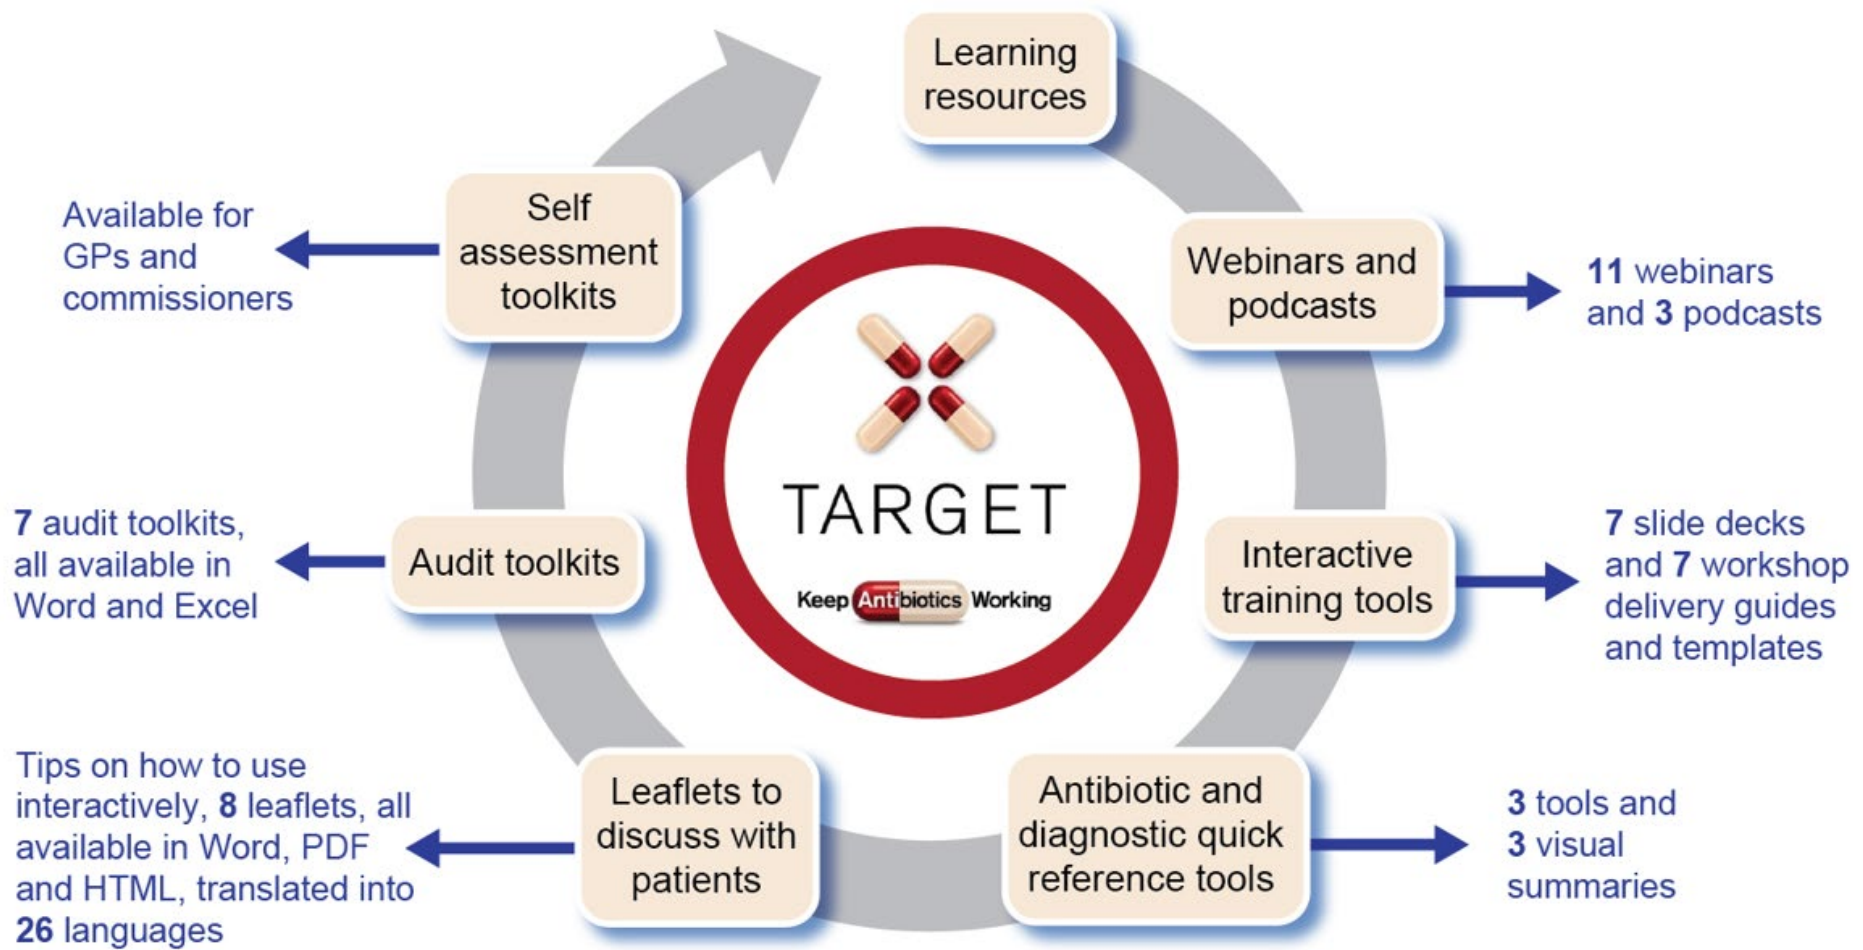 Learning
resources
Webinars and
podcasts
11 webinars
and 3 podcasts
Interactive
training tools
7 slide decks
and 7 workshop
delivery guides
and templates
Antibiotic and
diagnostic quick
reference tools
3 tools and
3 visual
summaries
Leaflets to
discuss with
patients
Tips on how to use
interactively, 8 leaflets, all
available in Word, PDF
and HTML, translated into
26 languages
Audit toolkits
7 audit toolkits,
all available in
Word and Excel
Self
assessment
toolkits
Available for
GPs and
commissioners
TARGET
Keep Antibiotics Working